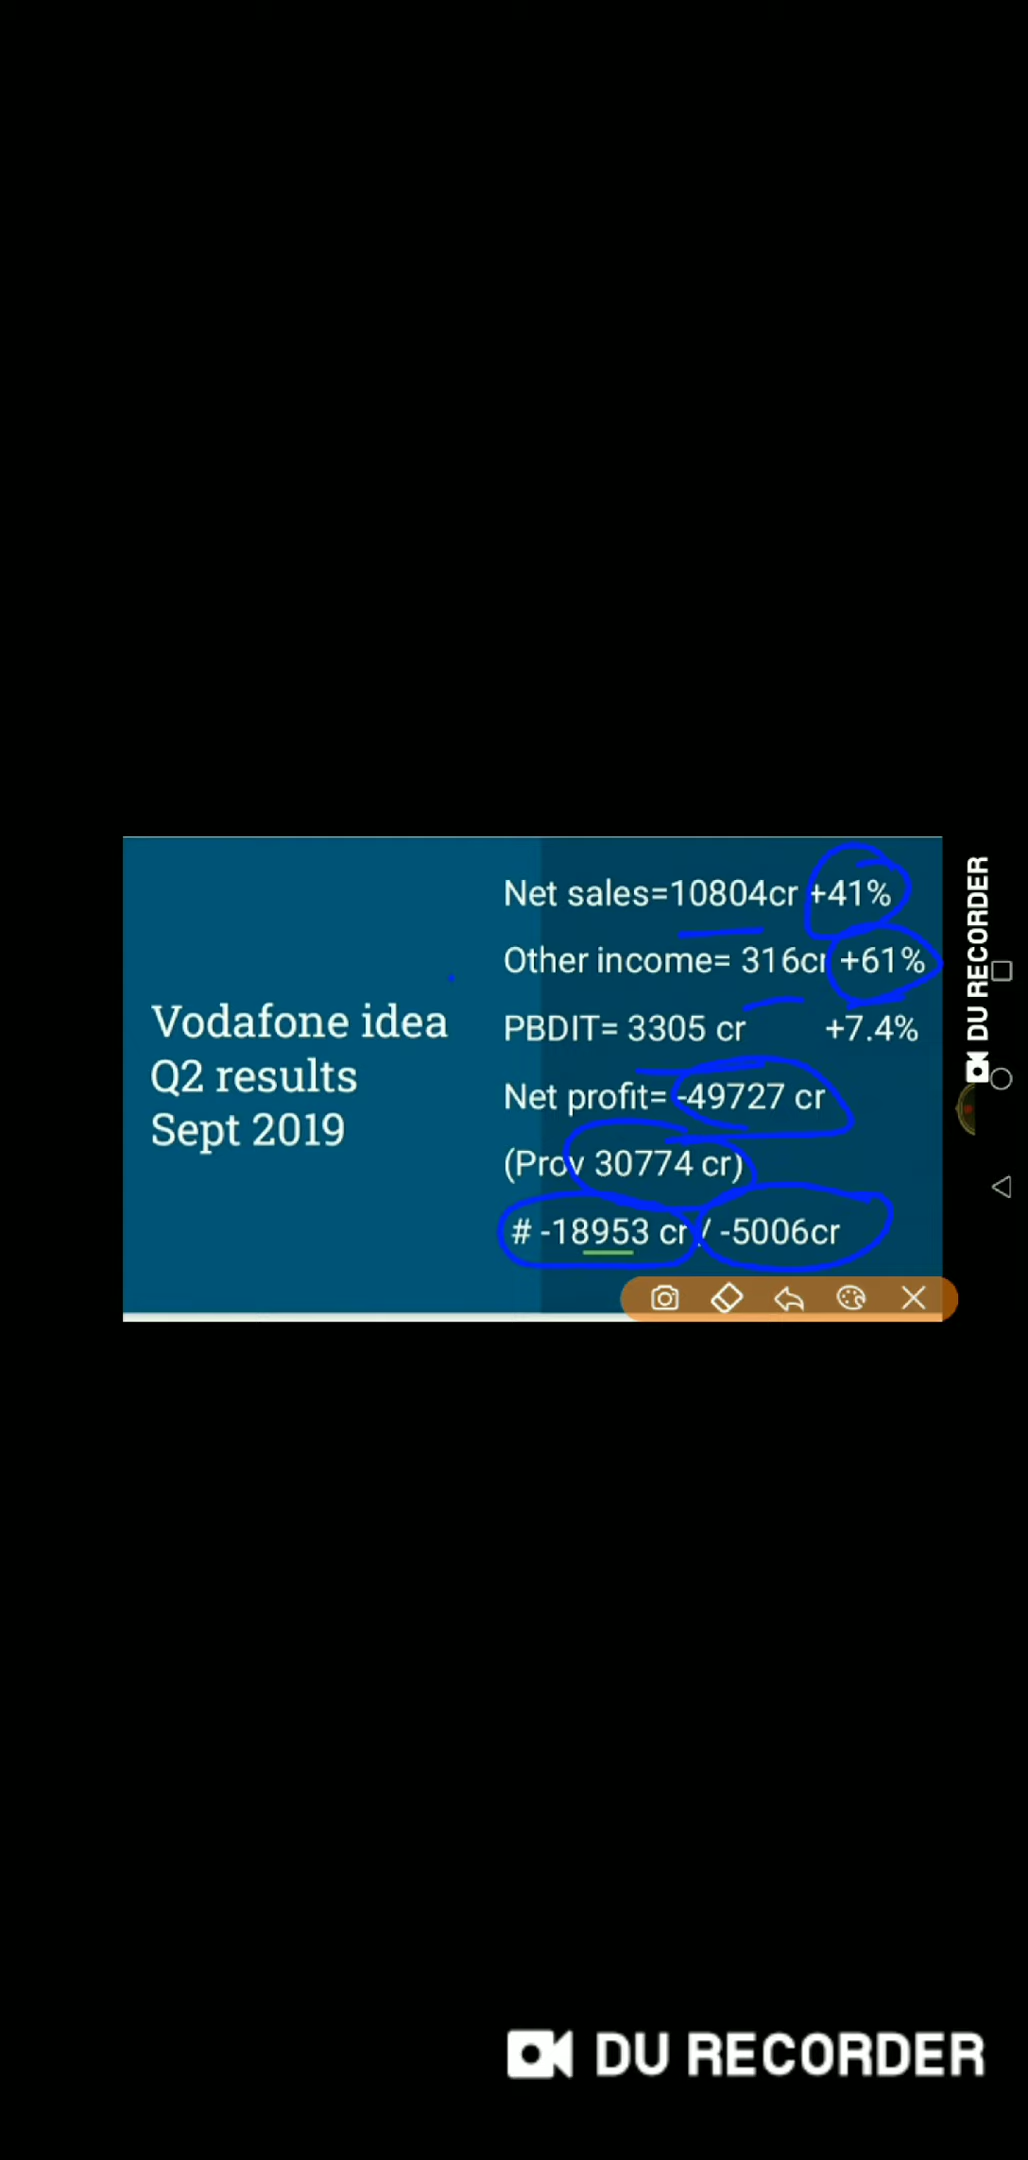 Vodafone idea
Q2 results
Sept 2019
Net sales=10804cr +41%
Other income= 316cr +61%
PBDIT= 3305 cr +7.4%
Net profit= -49727 cr
(Prov 30774 cr)
# -18953 cr / -5006cr
DU RECORDER
DU RECORDER